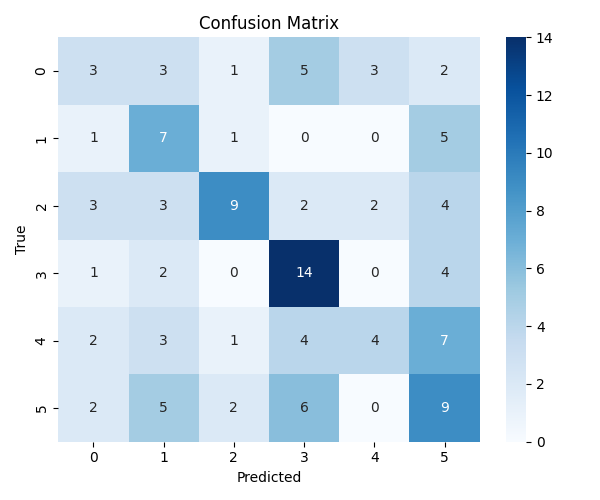 Confusion Matrix
0 3 3 1 5 3 2
1 1 7 1 0 0 5
2 3 3 9 2 2 4
3 1 2 0 14 0 4
4 2 3 1 4 4 7
5 2 5 2 6 0 9
0 1 2 3 4 5
True
Predicted
14
12
10
8
6
4
2
0